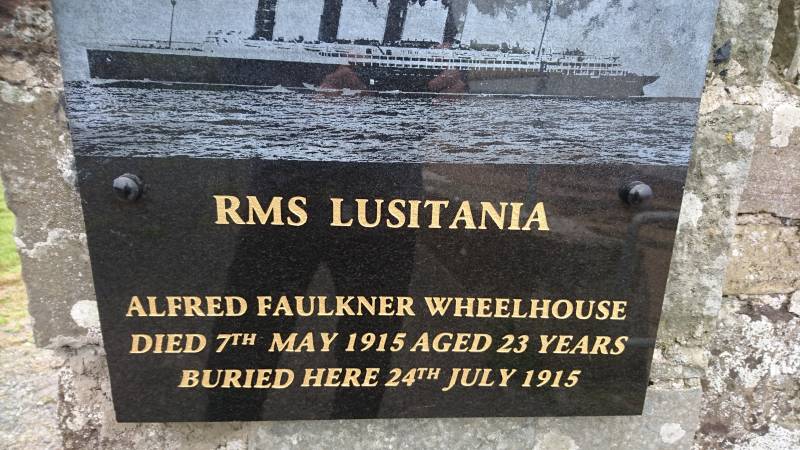 RMS LUSITANIA
ALFRED FAULKNER WHEELHOUSE
DIED 7TH MAY 1915 AGED 23 YEARS
BURIED HERE 24TH JULY 1915